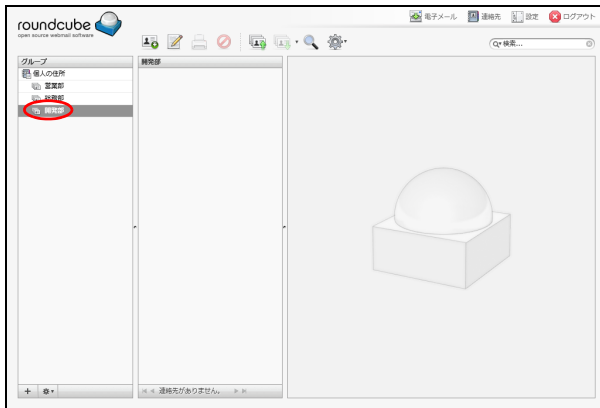 roundcube
open source webmail software
電子メール 連絡先 設定 ログアウト
検索...
グループ
個人の住所
営業部
総務部
開発部
開発部
連絡先がありません。